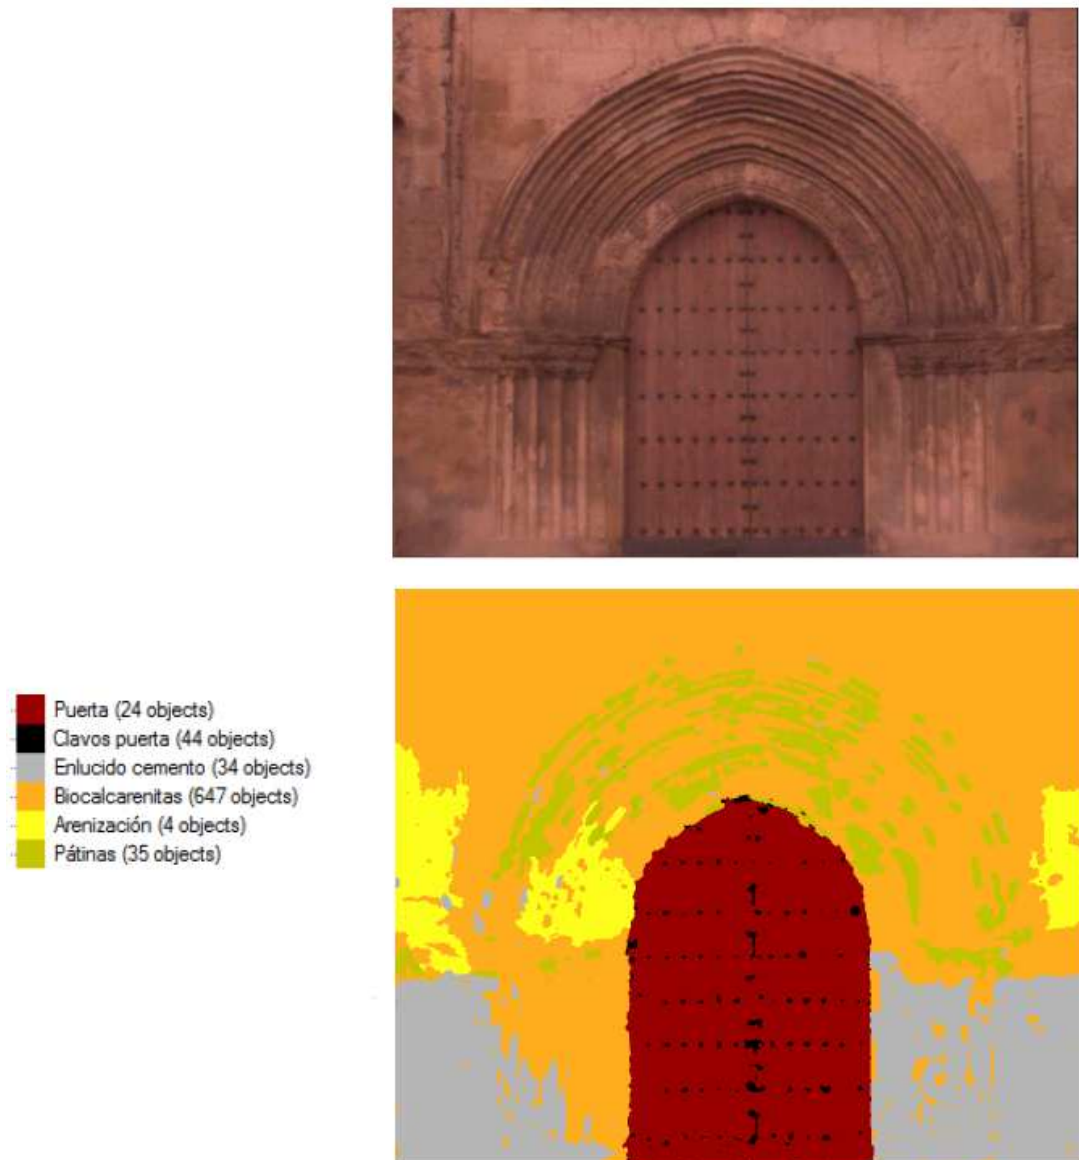 Puerta (24 objects)
Clavos puerta (44 objects)
Enlucido cemento (34 objects)
Biocalcarenitas (647 objects)
Arenización (4 objects)
Pátinas (35 objects)